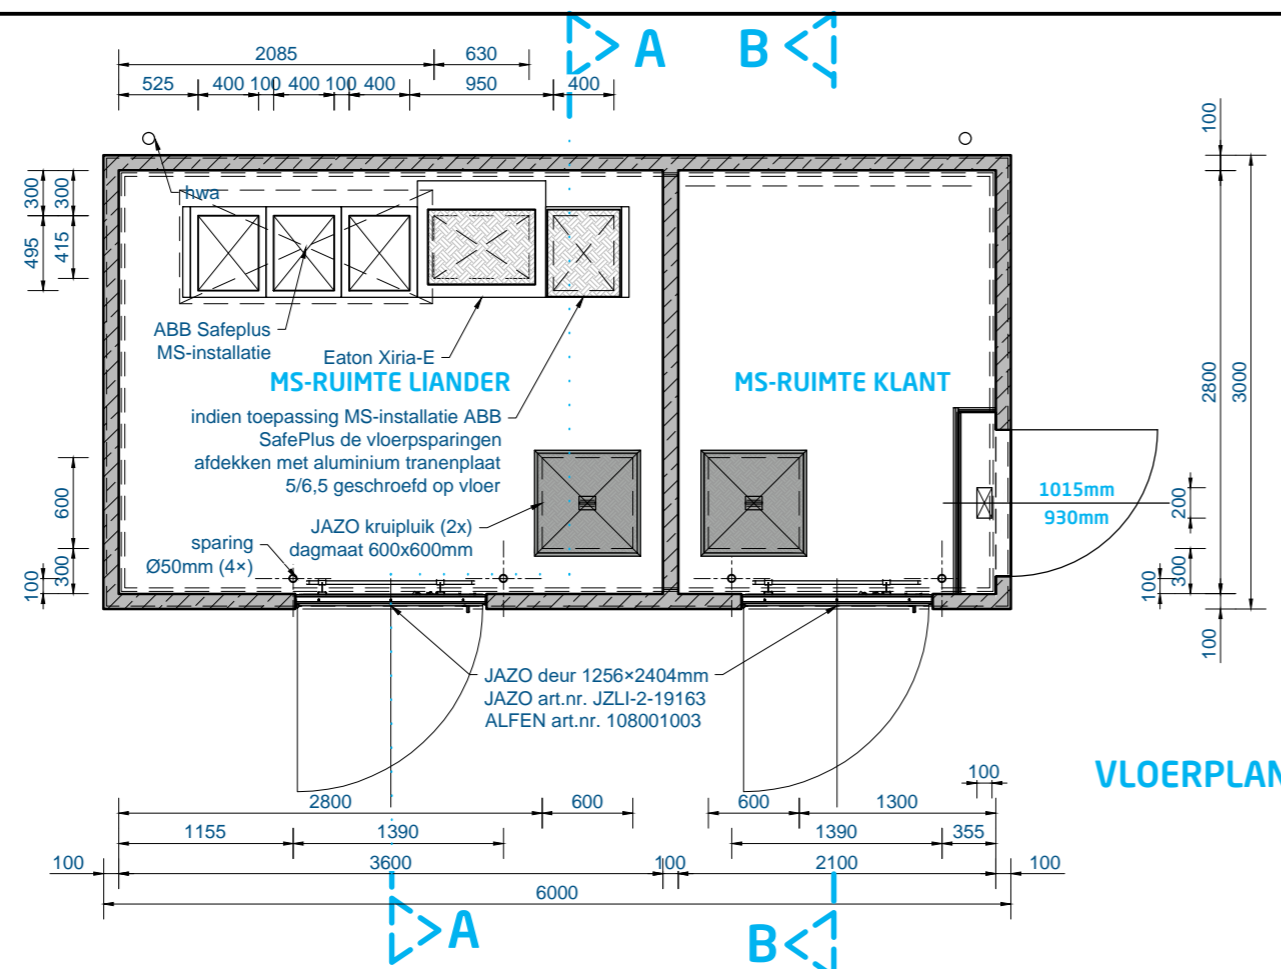 A
B
2085
630
525
400
100
400
100
400
950
400
100
hwa
300
300
495
415
ABB Safeplus
MS-installatie
Eaton Xiria-E
MS-RUIMTE LIANDER
MS-RUIMTE KLANT
2800
3000
indien toepassing MS-installatie ABB
SafePlus de vloerpsparingen
afdekken met aluminium tranenplaat
5/6,5 geschroefd op vloer
JAZO kruipluik (2x)
dagmaat 600x600mm
1015mm
930mm
200
600
sparing
Ø50mm (4×)
300
100
300
100
100
JAZO deur 1256×2404mm
JAZO art.nr. JZLI-2-19163
ALFEN art.nr. 108001003
VLOERPLAN
100
2800
600
600
1300
1155
1390
1390
355
100
3600
100
2100
100
6000
A
B